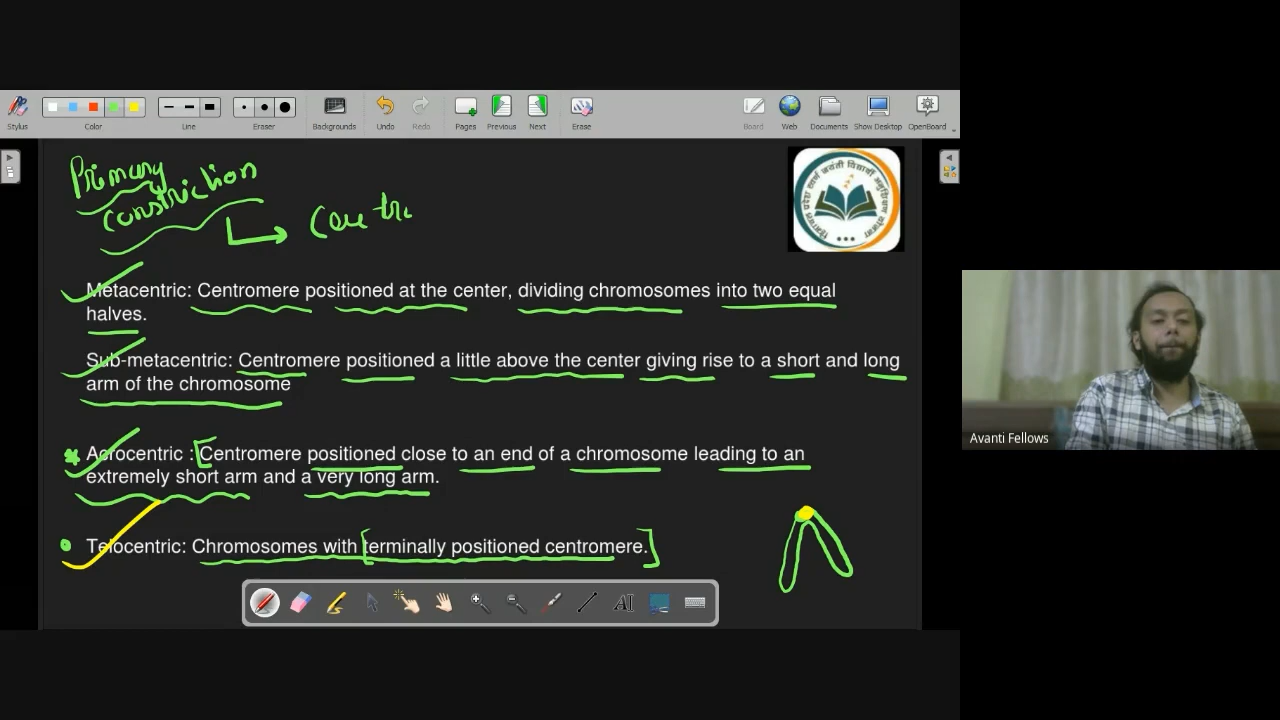 Stylus
Color
Line
Eraser
Backgrounds
Undo
Redo
Pages
Previous
Next
Erase
Board
Web
Documents
Show Desktop
OpenBoard
Primary
constriction
Centr
Metacentric: Centromere positioned at the center, dividing chromosomes into two equal
halves.
Sub-metacentric: Centromere positioned a little above the center giving rise to a short and long
arm of the chromosome
Acrocentric : [Centromere positioned close to an end of a chromosome leading to an
extremely short arm and a very long arm.
Telocentric: Chromosomes with [terminally positioned centromere.]
Avanti Fellows